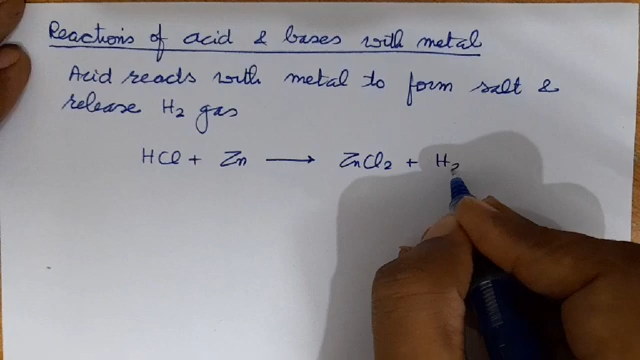 Reactions of acid & bases with metal
Acid reacts with metal to form salt &
release H₂ gas
HCl + Zn ⟶ ZnCl₂ + H₂